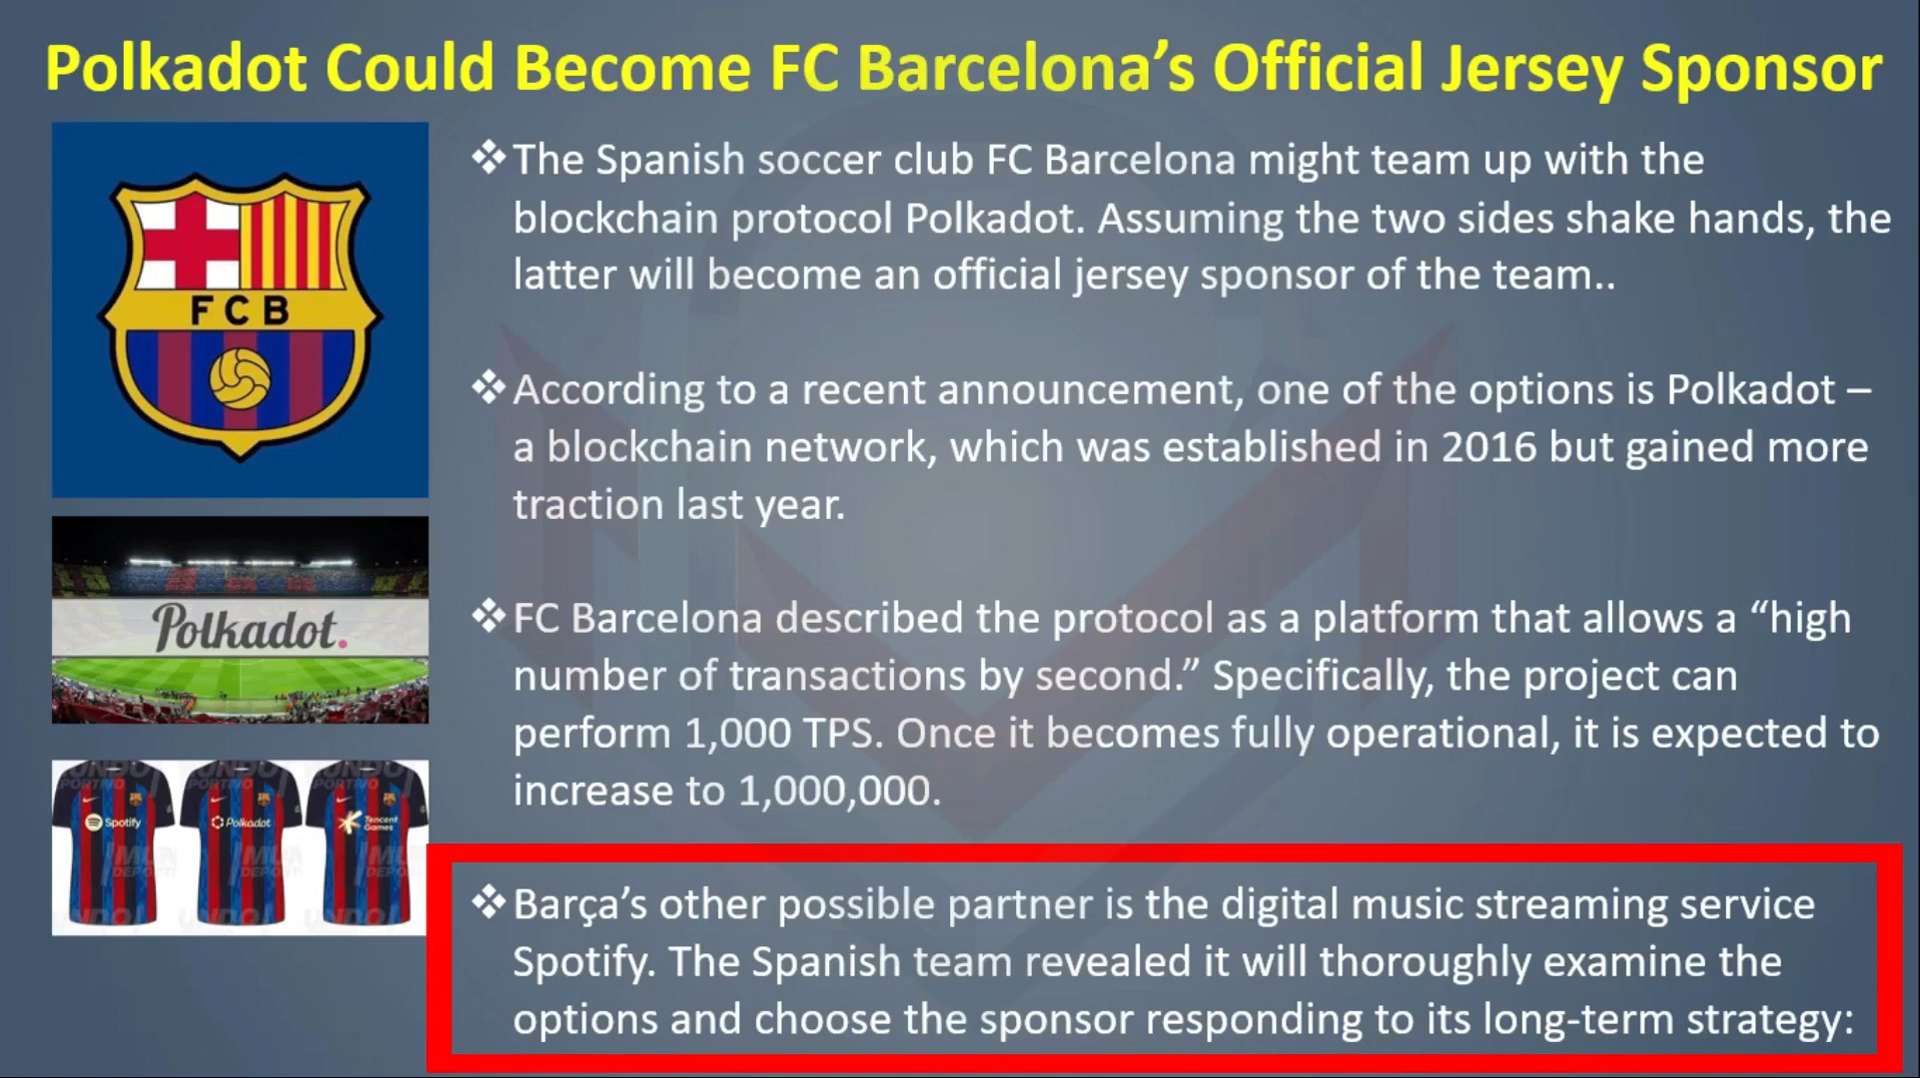 Polkadot Could Become FC Barcelona’s Official Jersey Sponsor
❖The Spanish soccer club FC Barcelona might team up with the
blockchain protocol Polkadot. Assuming the two sides shake hands, the
latter will become an official jersey sponsor of the team..
❖According to a recent announcement, one of the options is Polkadot –
a blockchain network, which was established in 2016 but gained more
traction last year.
❖FC Barcelona described the protocol as a platform that allows a “high
number of transactions by second.” Specifically, the project can
perform 1,000 TPS. Once it becomes fully operational, it is expected to
increase to 1,000,000.
❖Barça’s other possible partner is the digital music streaming service
Spotify. The Spanish team revealed it will thoroughly examine the
options and choose the sponsor responding to its long-term strategy:
FCB
Polkadot.
Spotify
Polkadot
Tencent
Games